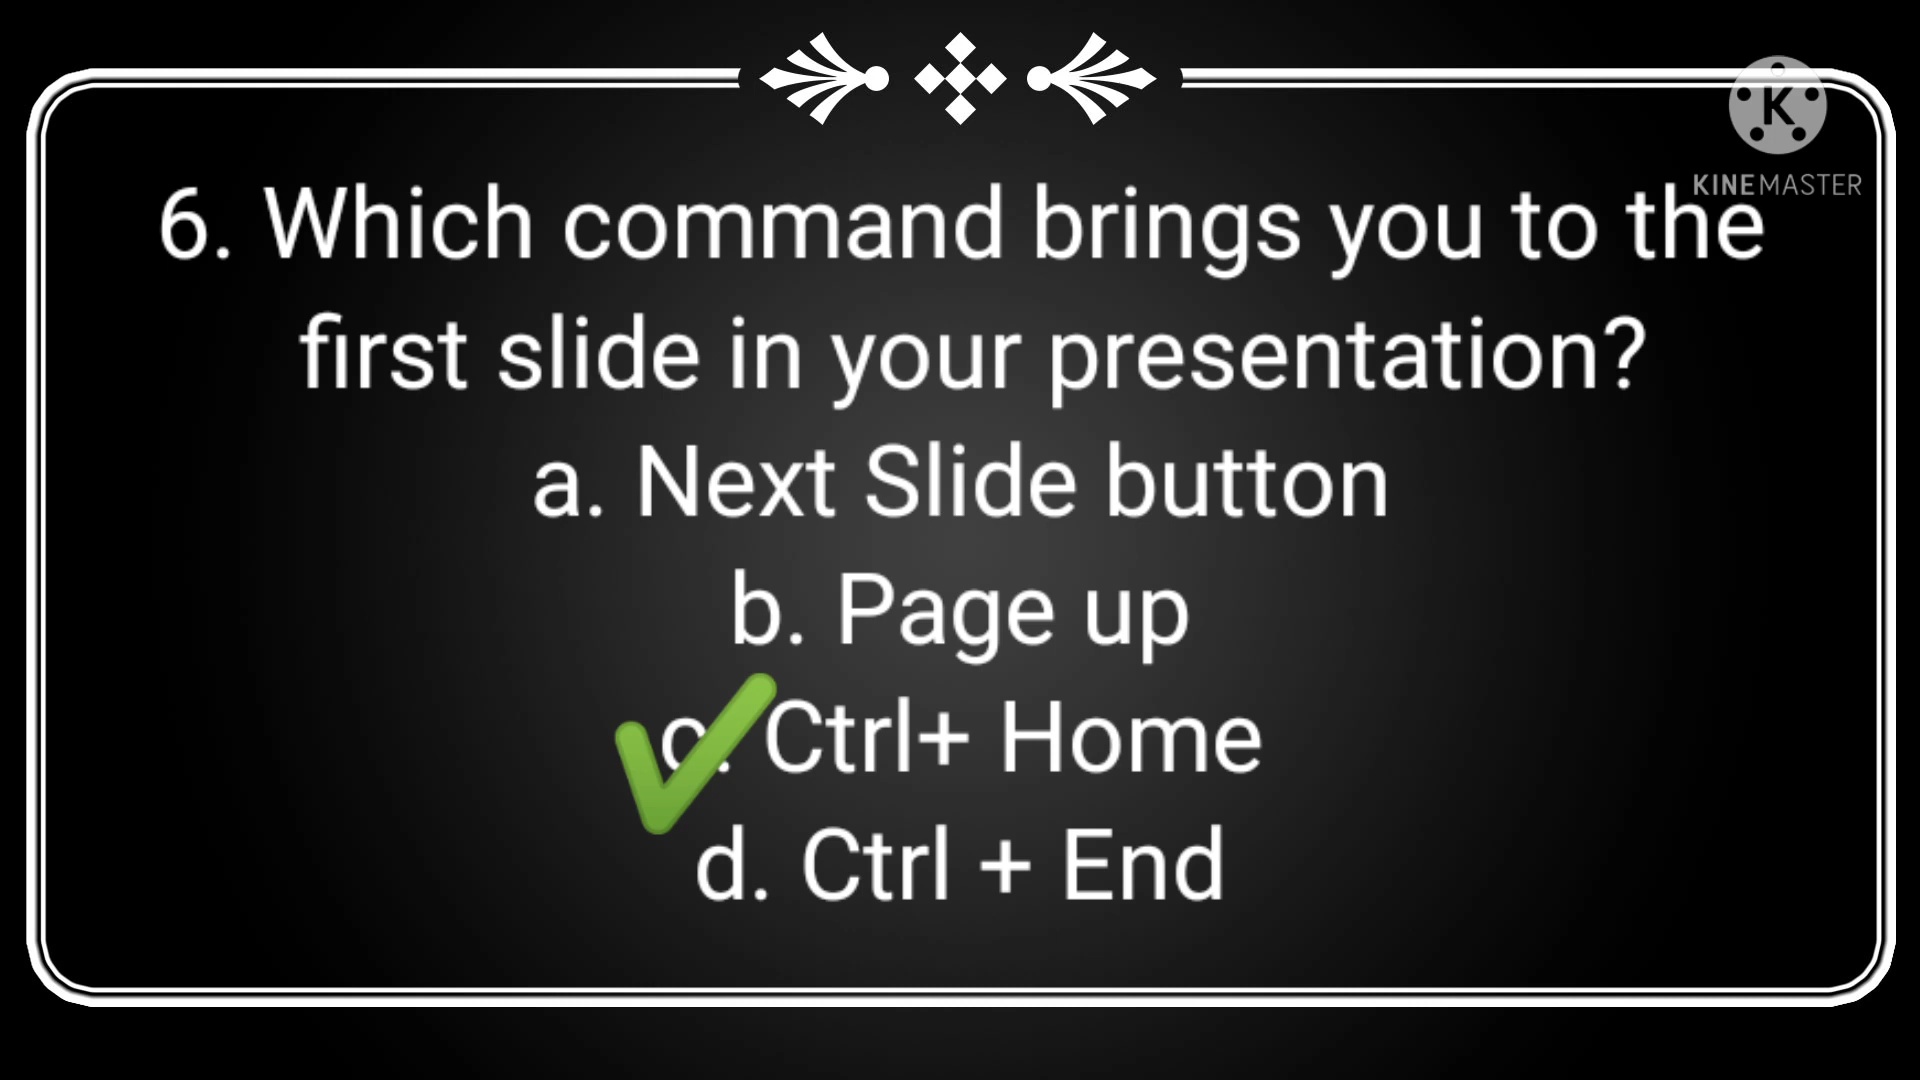 K
KINEMASTER
6. Which command brings you to the
first slide in your presentation?
a. Next Slide button
b. Page up
c. Ctrl+ Home
d. Ctrl + End